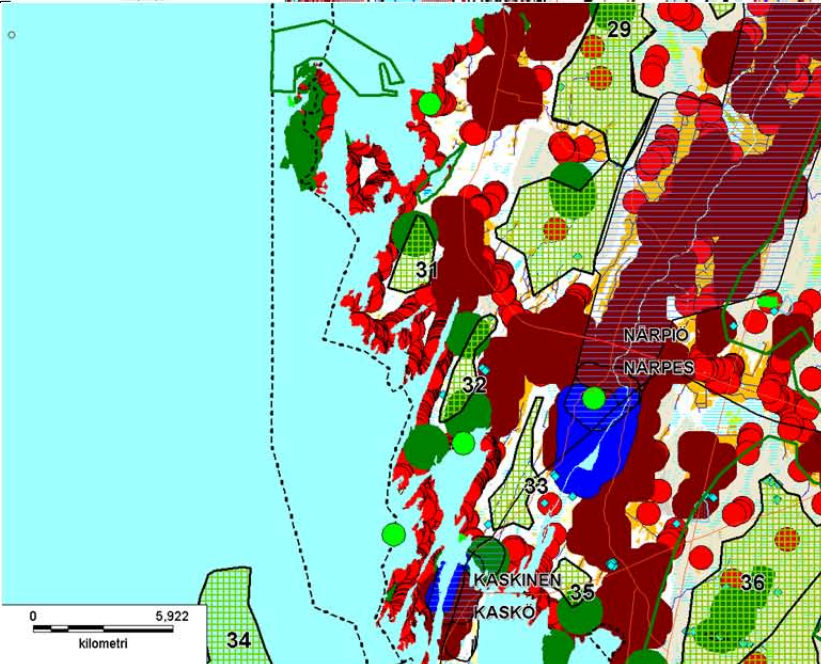 29
31
NÄRPIÖ
NÄRPES
32
33
KASKINEN
KASKÖ
35
36
34
0 5,922
kilometri